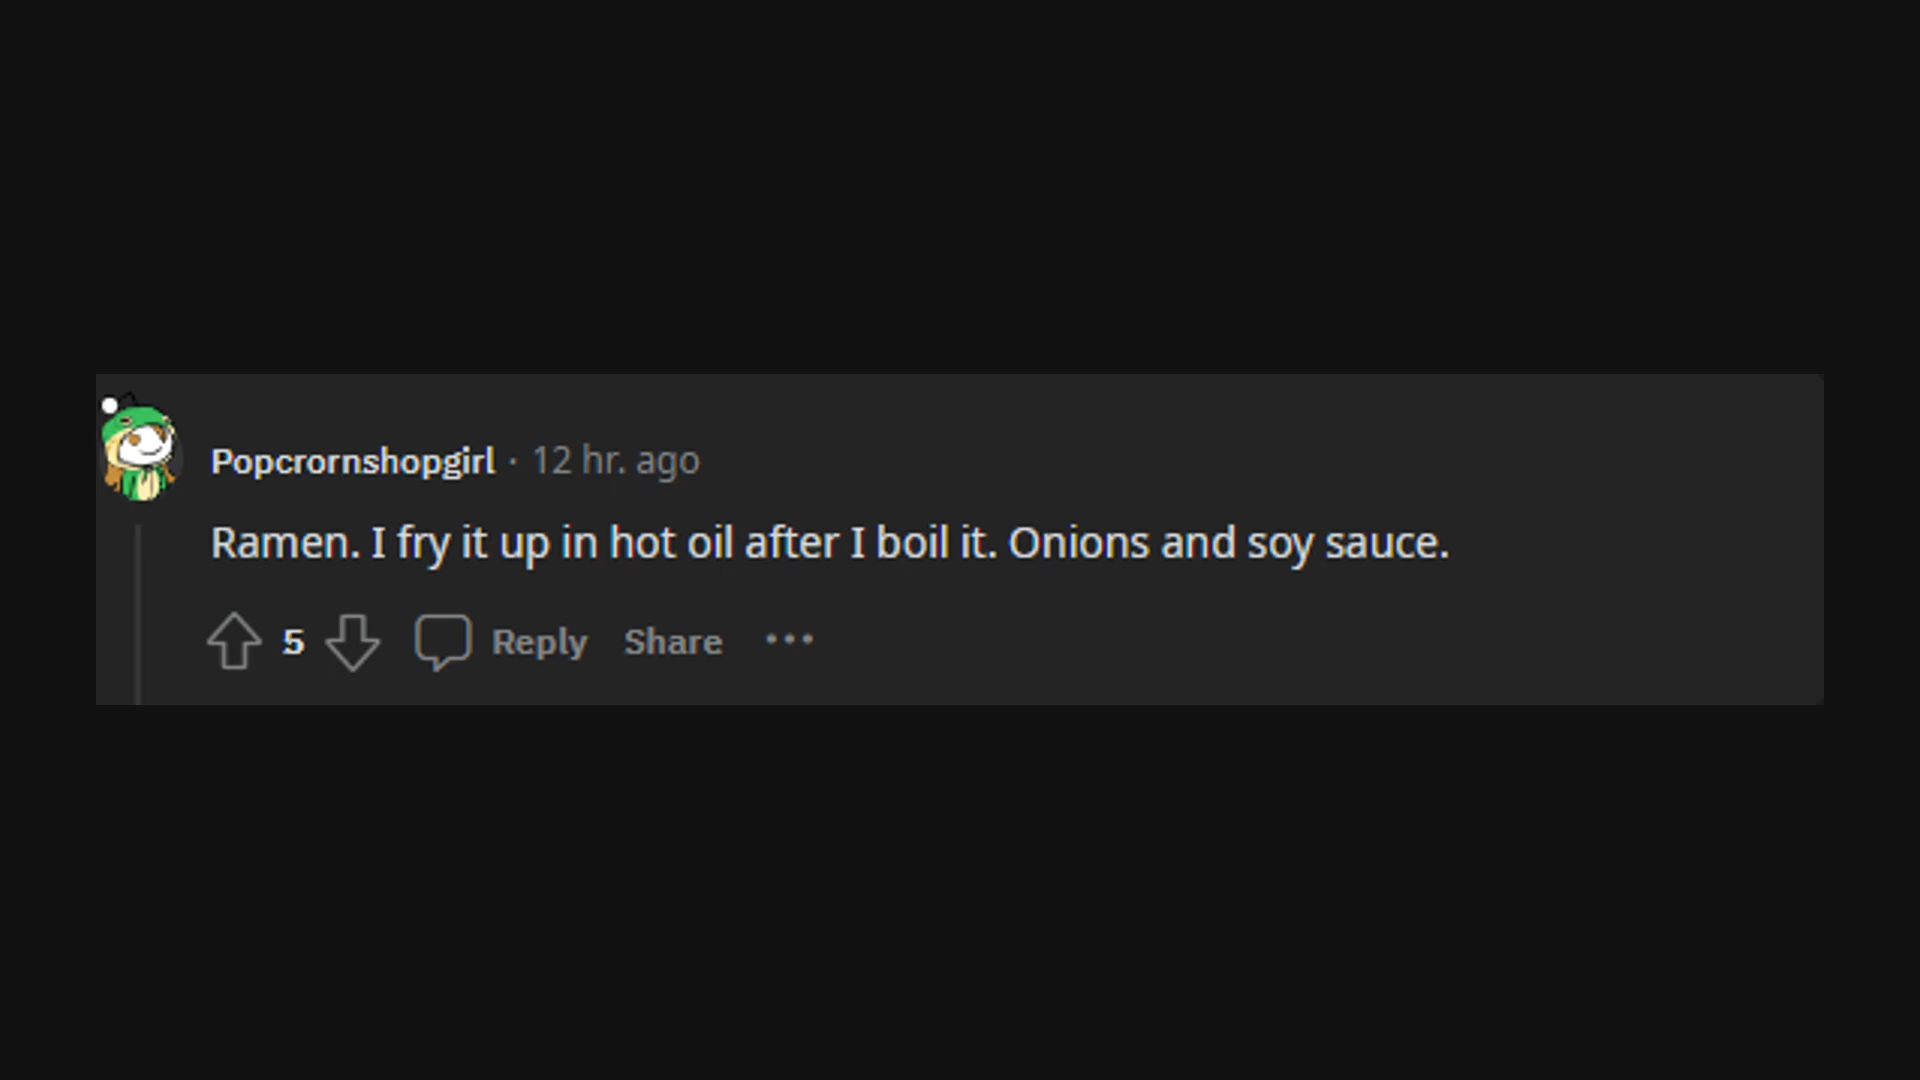 Popcrornshopgirl · 12 hr. ago
Ramen. I fry it up in hot oil after I boil it. Onions and soy sauce.
5 Reply Share •••